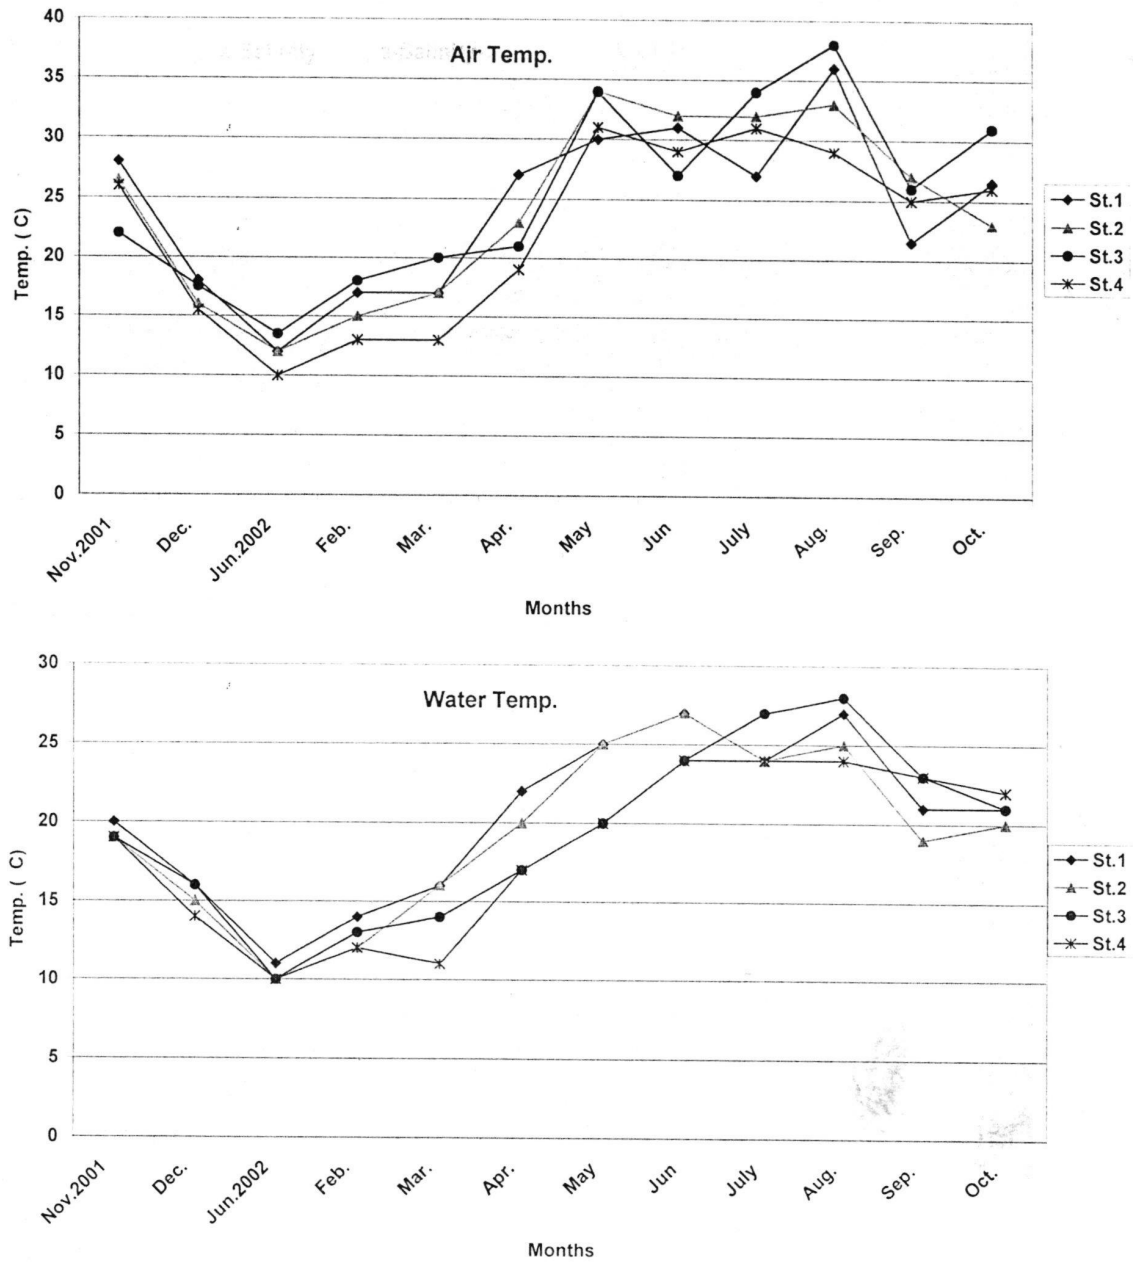 Air Temp.
40
35
30
25
20
15
10
5
0
Temp. ( C)
Nov.2001
Dec.
Jun.2002
Feb.
Mar.
Apr.
May
Jun
July
Aug.
Sep.
Oct.
Months
St.1
St.2
St.3
St.4
Water Temp.
30
25
20
15
10
5
0
Temp. ( C)
Nov.2001
Dec.
Jun.2002
Feb.
Mar.
Apr.
May
Jun
July
Aug.
Sep.
Oct.
Months
St.1
St.2
St.3
St.4